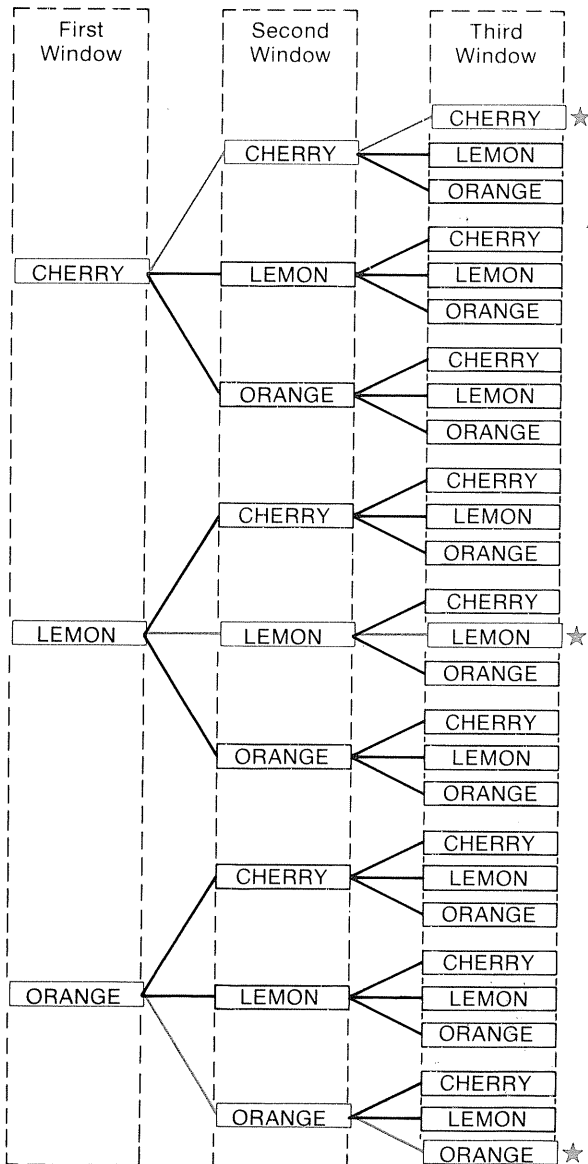 First Second Third
Window Window Window
CHERRY
CHERRY LEMON
ORANGE
CHERRY
CHERRY LEMON LEMON
ORANGE
CHERRY
ORANGE LEMON
ORANGE
CHERRY
CHERRY LEMON
ORANGE
CHERRY
LEMON LEMON LEMON
ORANGE
CHERRY
ORANGE LEMON
ORANGE
CHERRY
CHERRY LEMON
ORANGE
CHERRY
ORANGE LEMON LEMON
ORANGE
CHERRY
ORANGE LEMON
ORANGE